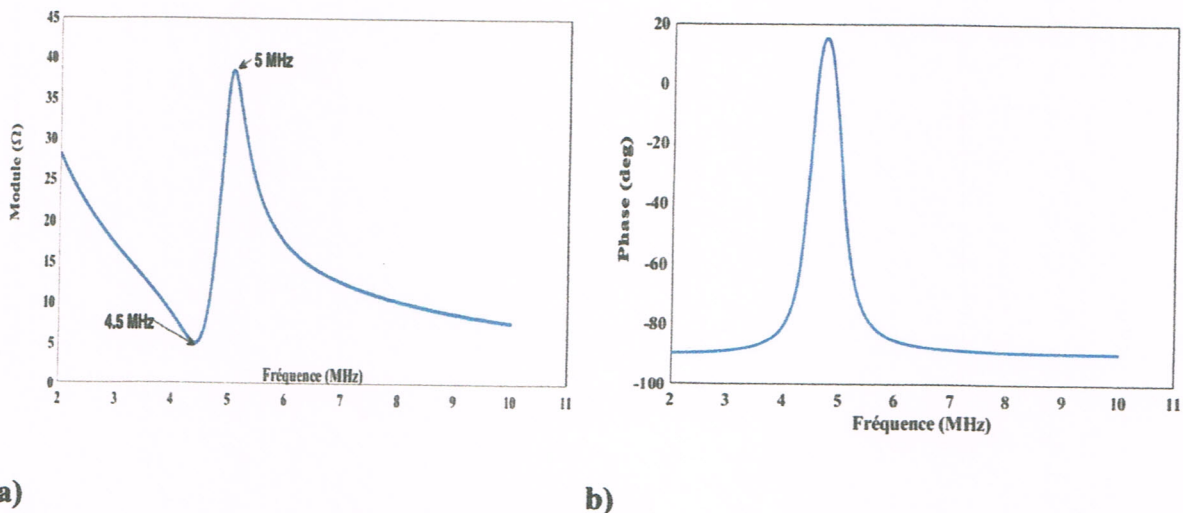 45
40
35
30
25
20
15
10
5
0
Module (Ω)
5 MHz
4.5 MHz
Fréquence (MHz)
2 3 4 5 6 7 8 9 10 11
a)
20
0
-20
-40
-60
-80
-100
Phase (deg)
2 3 4 5 6 7 8 9 10 11
Fréquence (MHz)
b)